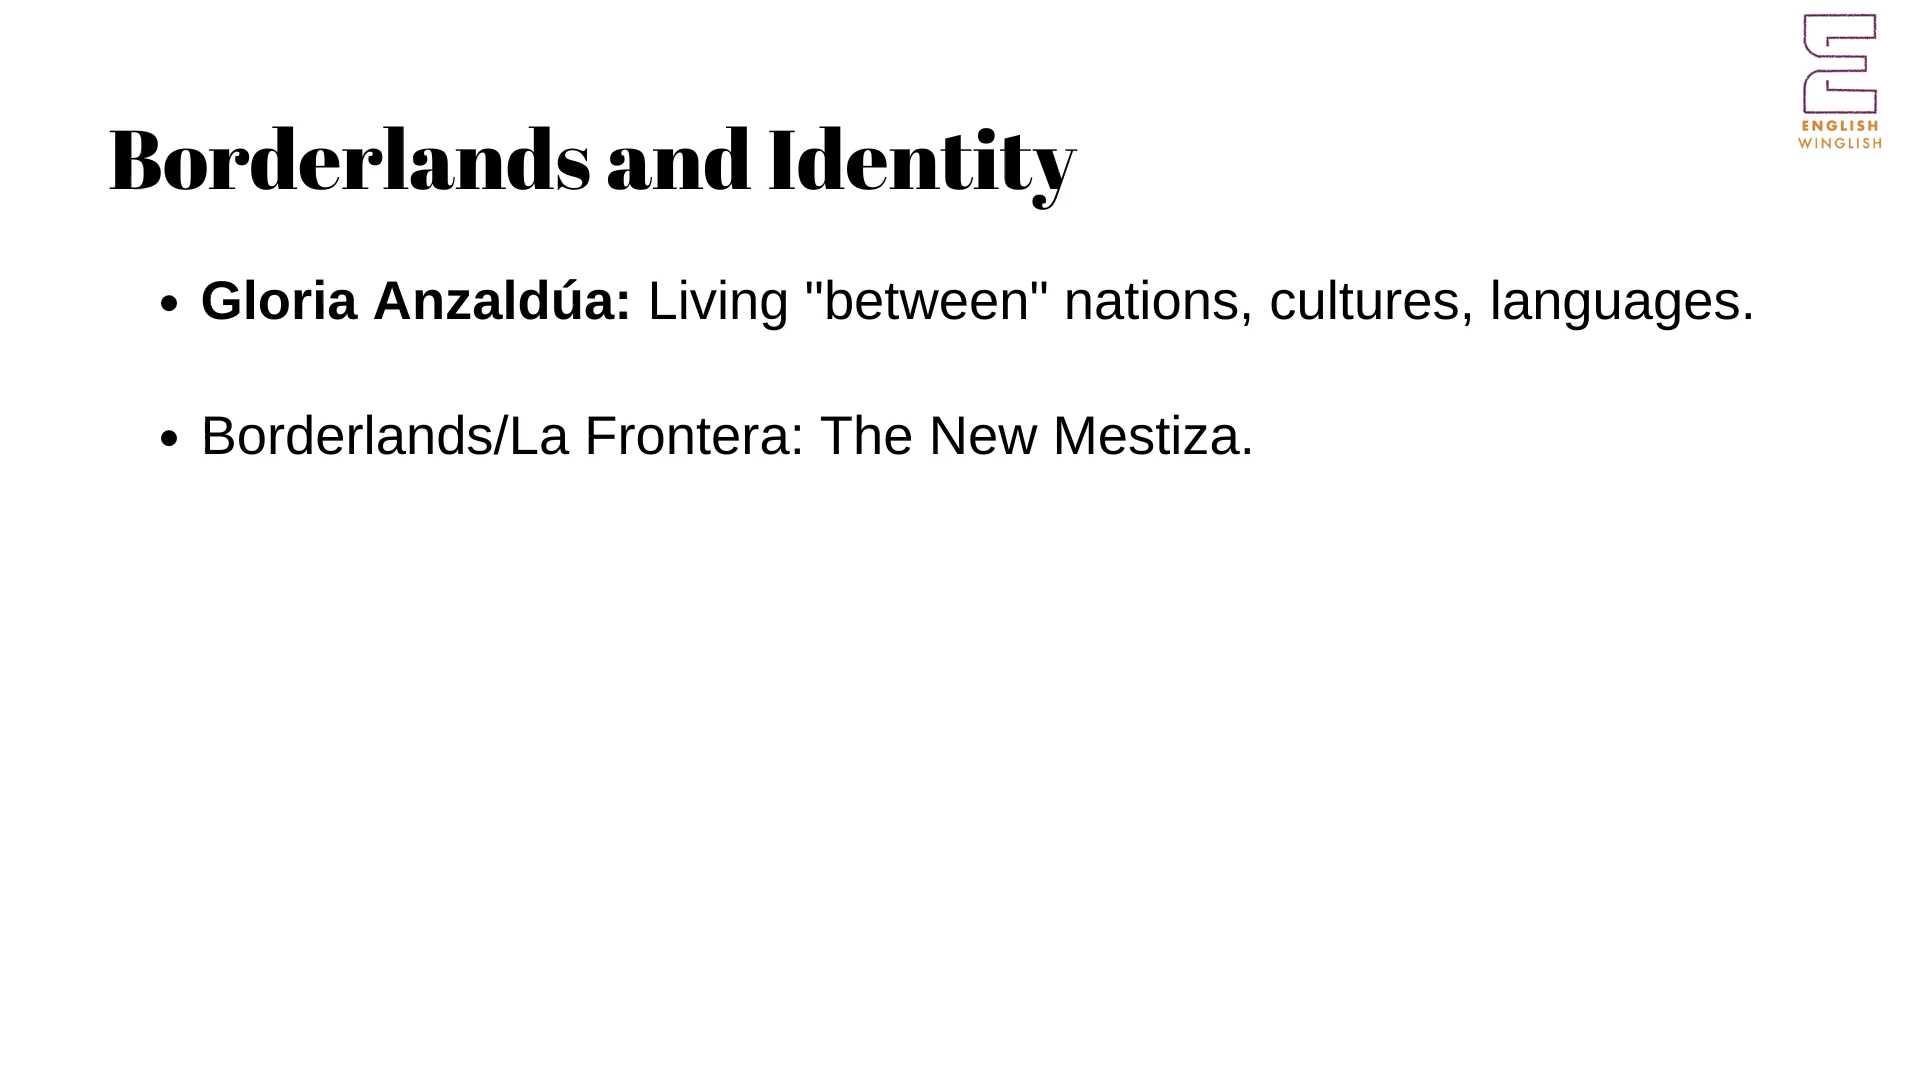 ENGLISH
WINGLISH
Borderlands and Identity
• Gloria Anzaldúa: Living "between" nations, cultures, languages.
• Borderlands/La Frontera: The New Mestiza.